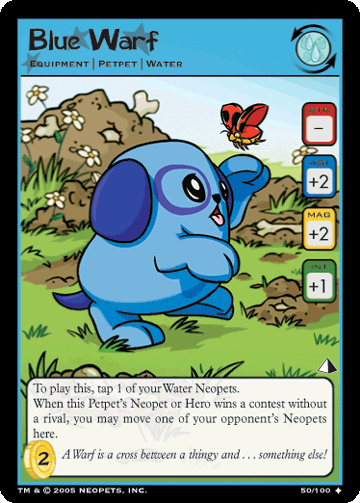 Blue Warf
Equipment | Petpet | Water
STR
–
AGI
+2
MAG
+2
INT
+1
To play this, tap 1 of your Water Neopets.
When this Petpet's Neopet or Hero wins a contest without
a rival, you may move one of your opponent's Neopets
here.
2
A Warf is a cross between a thingy and . . . something else!
TM & © 2005 NEOPETS, INC.
50/100 ♦